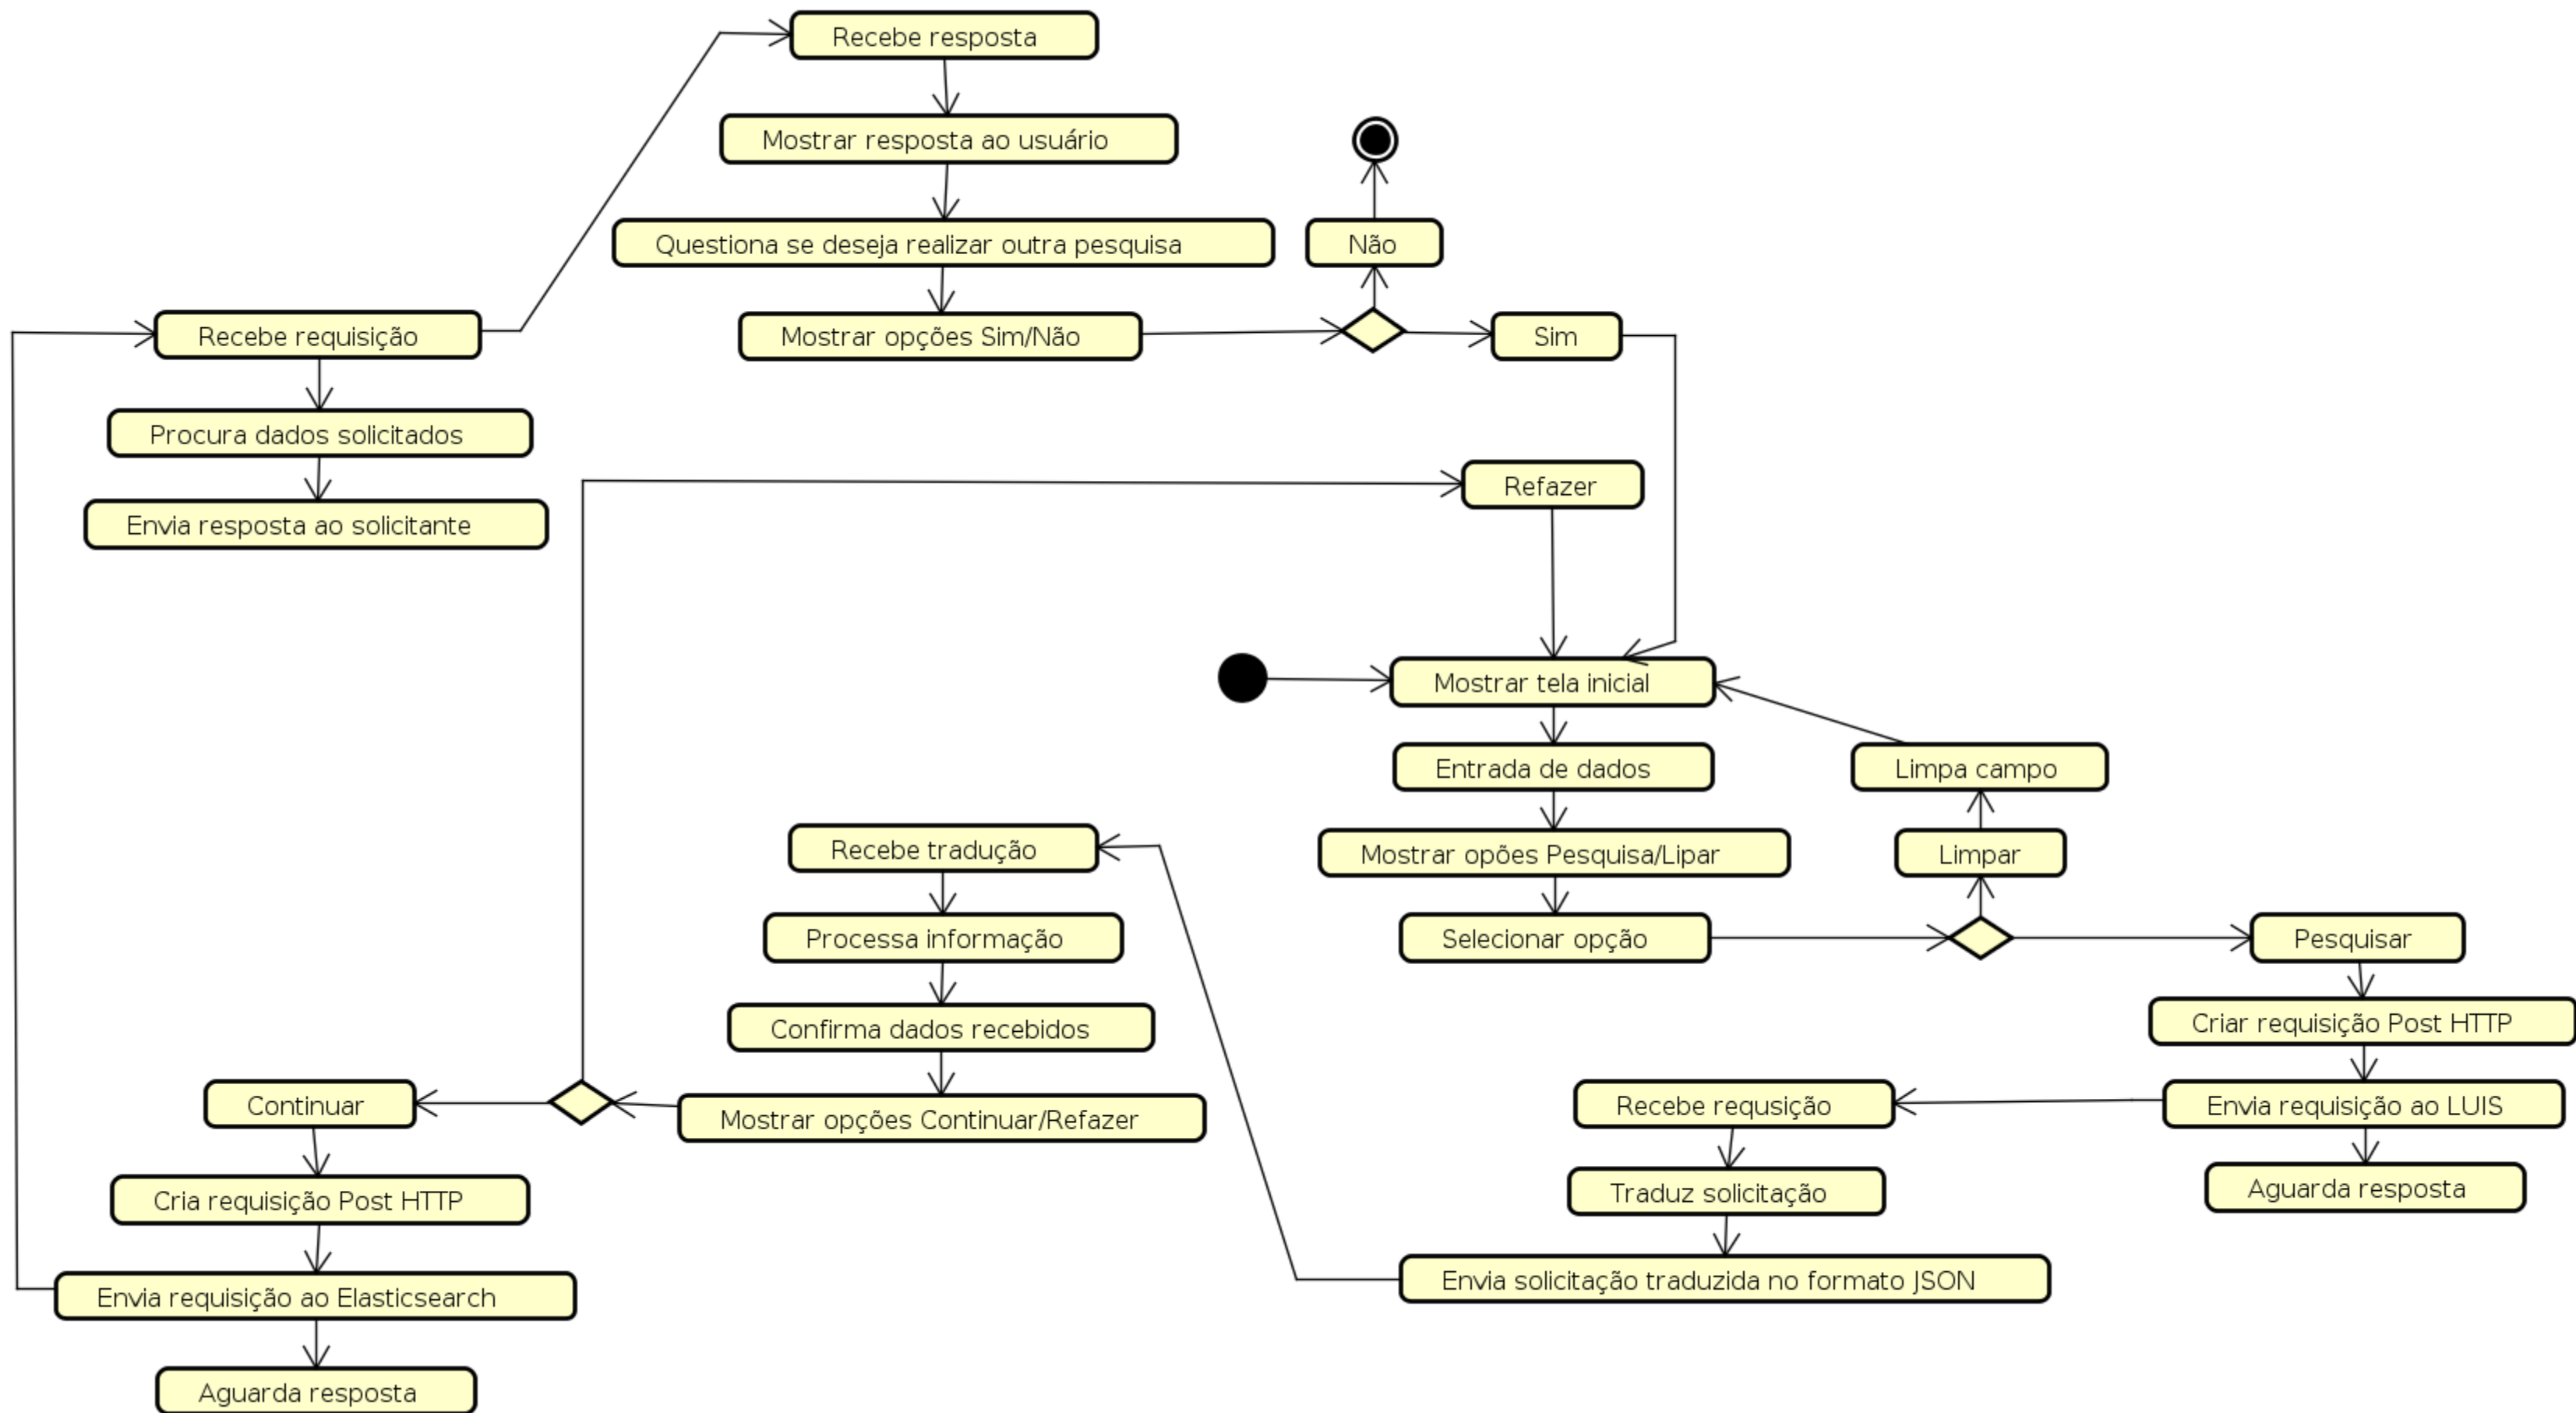 Recebe resposta
Mostrar resposta ao usuário
Questiona se deseja realizar outra pesquisa
Não
Recebe requisição
Mostrar opções Sim/Não
Sim
Procura dados solicitados
Refazer
Envia resposta ao solicitante
Mostrar tela inicial
Entrada de dados
Limpa campo
Recebe tradução
Mostrar opões Pesquisa/Lipar
Limpar
Processa informação
Selecionar opção
Pesquisar
Confirma dados recebidos
Criar requisição Post HTTP
Continuar
Mostrar opções Continuar/Refazer
Recebe requsição
Envia requisição ao LUIS
Cria requisição Post HTTP
Traduz solicitação
Aguarda resposta
Envia requisição ao Elasticsearch
Envia solicitação traduzida no formato JSON
Aguarda resposta